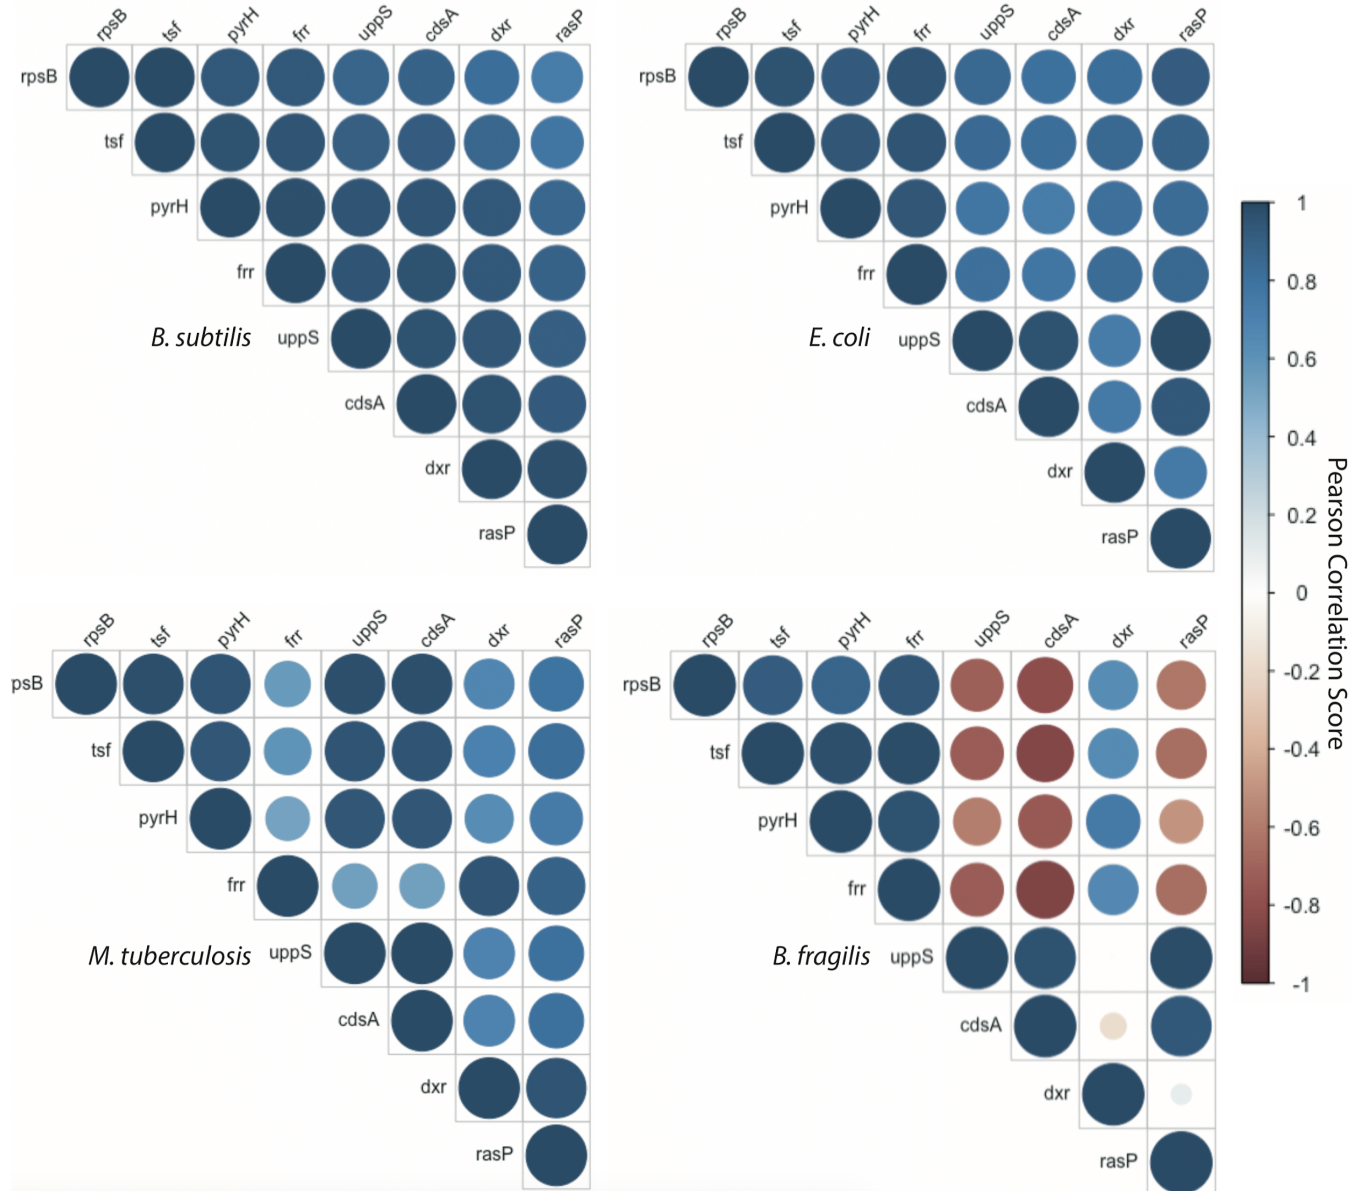 rpsB tsf pyrH frr uppS cdsA dxr rasP
rpsB
tsf
pyrH
frr
B. subtilis uppS
cdsA
dxr
rasP
rpsB tsf pyrH frr uppS cdsA dxr rasP
rpsB
tsf
pyrH
frr
E. coli uppS
cdsA
dxr
rasP
rpsB tsf pyrH frr uppS cdsA dxr rasP
psB
tsf
pyrH
frr
M. tuberculosis uppS
cdsA
dxr
rasP
rpsB tsf pyrH frr uppS cdsA dxr rasP
rpsB
tsf
pyrH
frr
B. fragilis uppS
cdsA
dxr
rasP
1
0.8
0.6
0.4
0.2
0
-0.2
-0.4
-0.6
-0.8
-1
Pearson Correlation Score